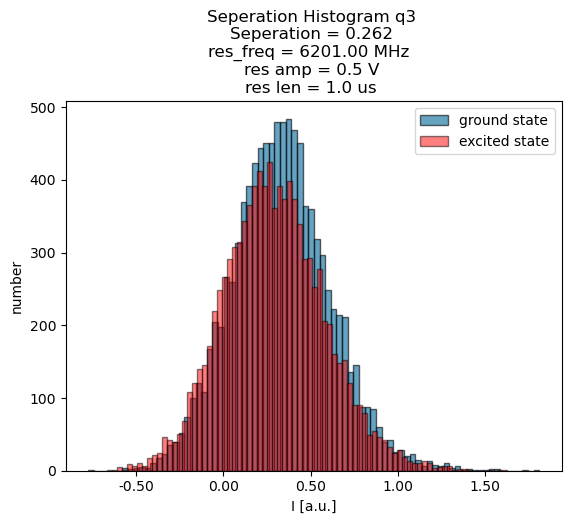 Seperation Histogram q3
Seperation = 0.262
res_freq = 6201.00 MHz
res amp = 0.5 V
res len = 1.0 us
ground state
excited state
number
500
400
300
200
100
0
-0.50 0.00 0.50 1.00 1.50
I [a.u.]